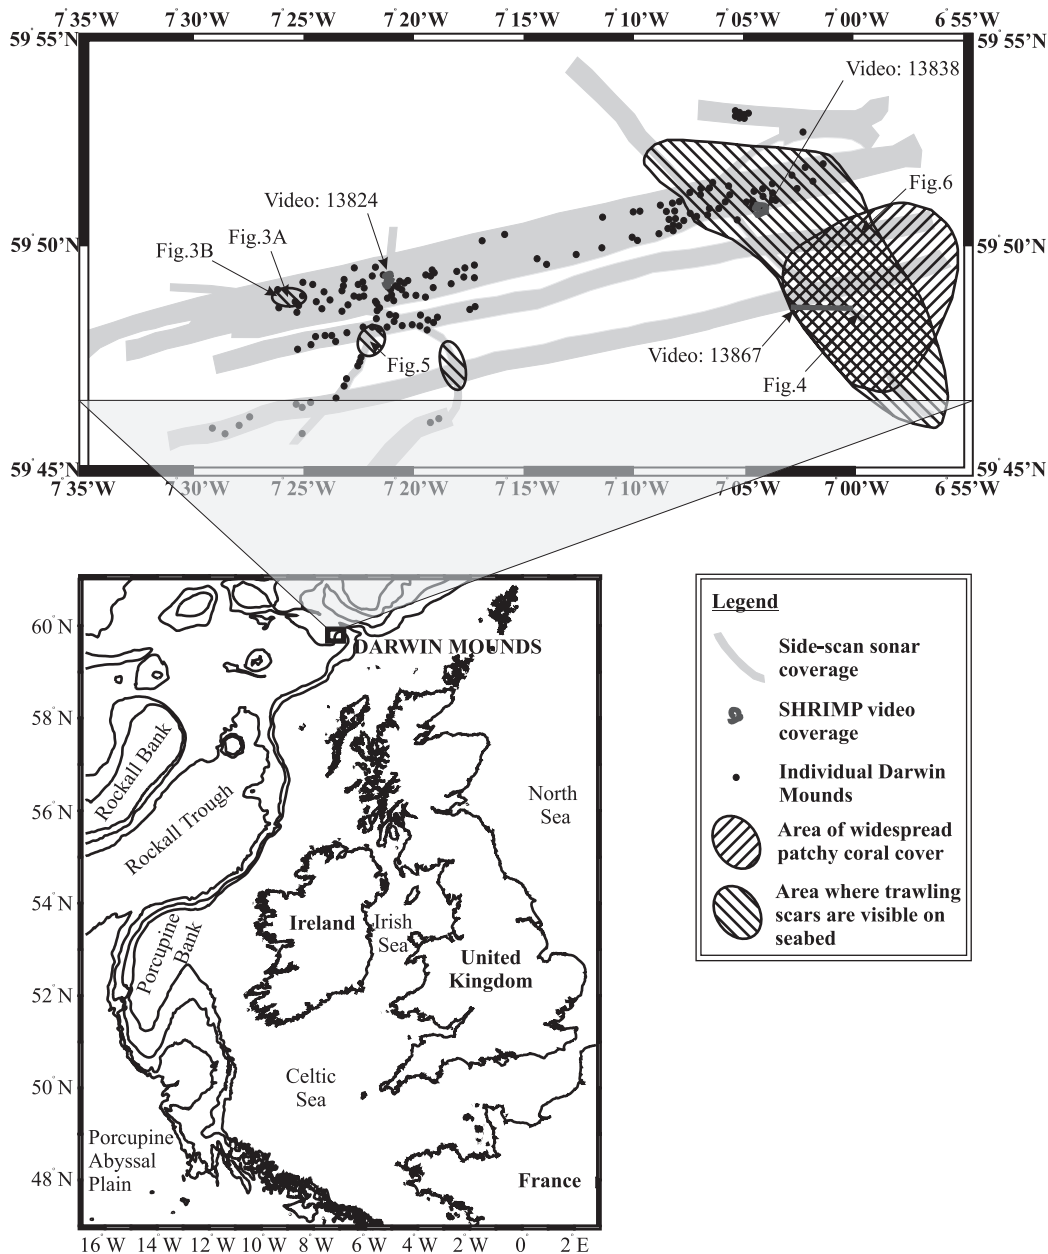 7°35'W 7°30'W 7°25'W 7°20'W 7°15'W 7°10'W 7°05'W 7°00'W 6°55'W
59°55'N 59°55'N
Video: 13838
Fig.6
Video: 13824
Fig.3A
Fig.3B
59°50'N 59°50'N
Video: 13867
Fig.5
Fig.4
59°45'N 59°45'N
7°35'W 7°30'W 7°25'W 7°20'W 7°15'W 7°10'W 7°05'W 7°00'W 6°55'W
60°N
DARWIN MOUNDS
58°N
Rockall Bank
56°N
Rockall Trough
North
Sea
54°N
Porcupine
Bank
Ireland
Irish
Sea
United
Kingdom
52°N
50°N
Celtic
Sea
Porcupine
Abyssal
Plain
48°N
France
16°W 14°W 12°W 10°W 8°W 6°W 4°W 2°W 0° 2°E
Legend
Side-scan sonar
coverage
SHRIMP video
coverage
Individual Darwin
Mounds
Area of widespread
patchy coral cover
Area where trawling
scars are visible on
seabed